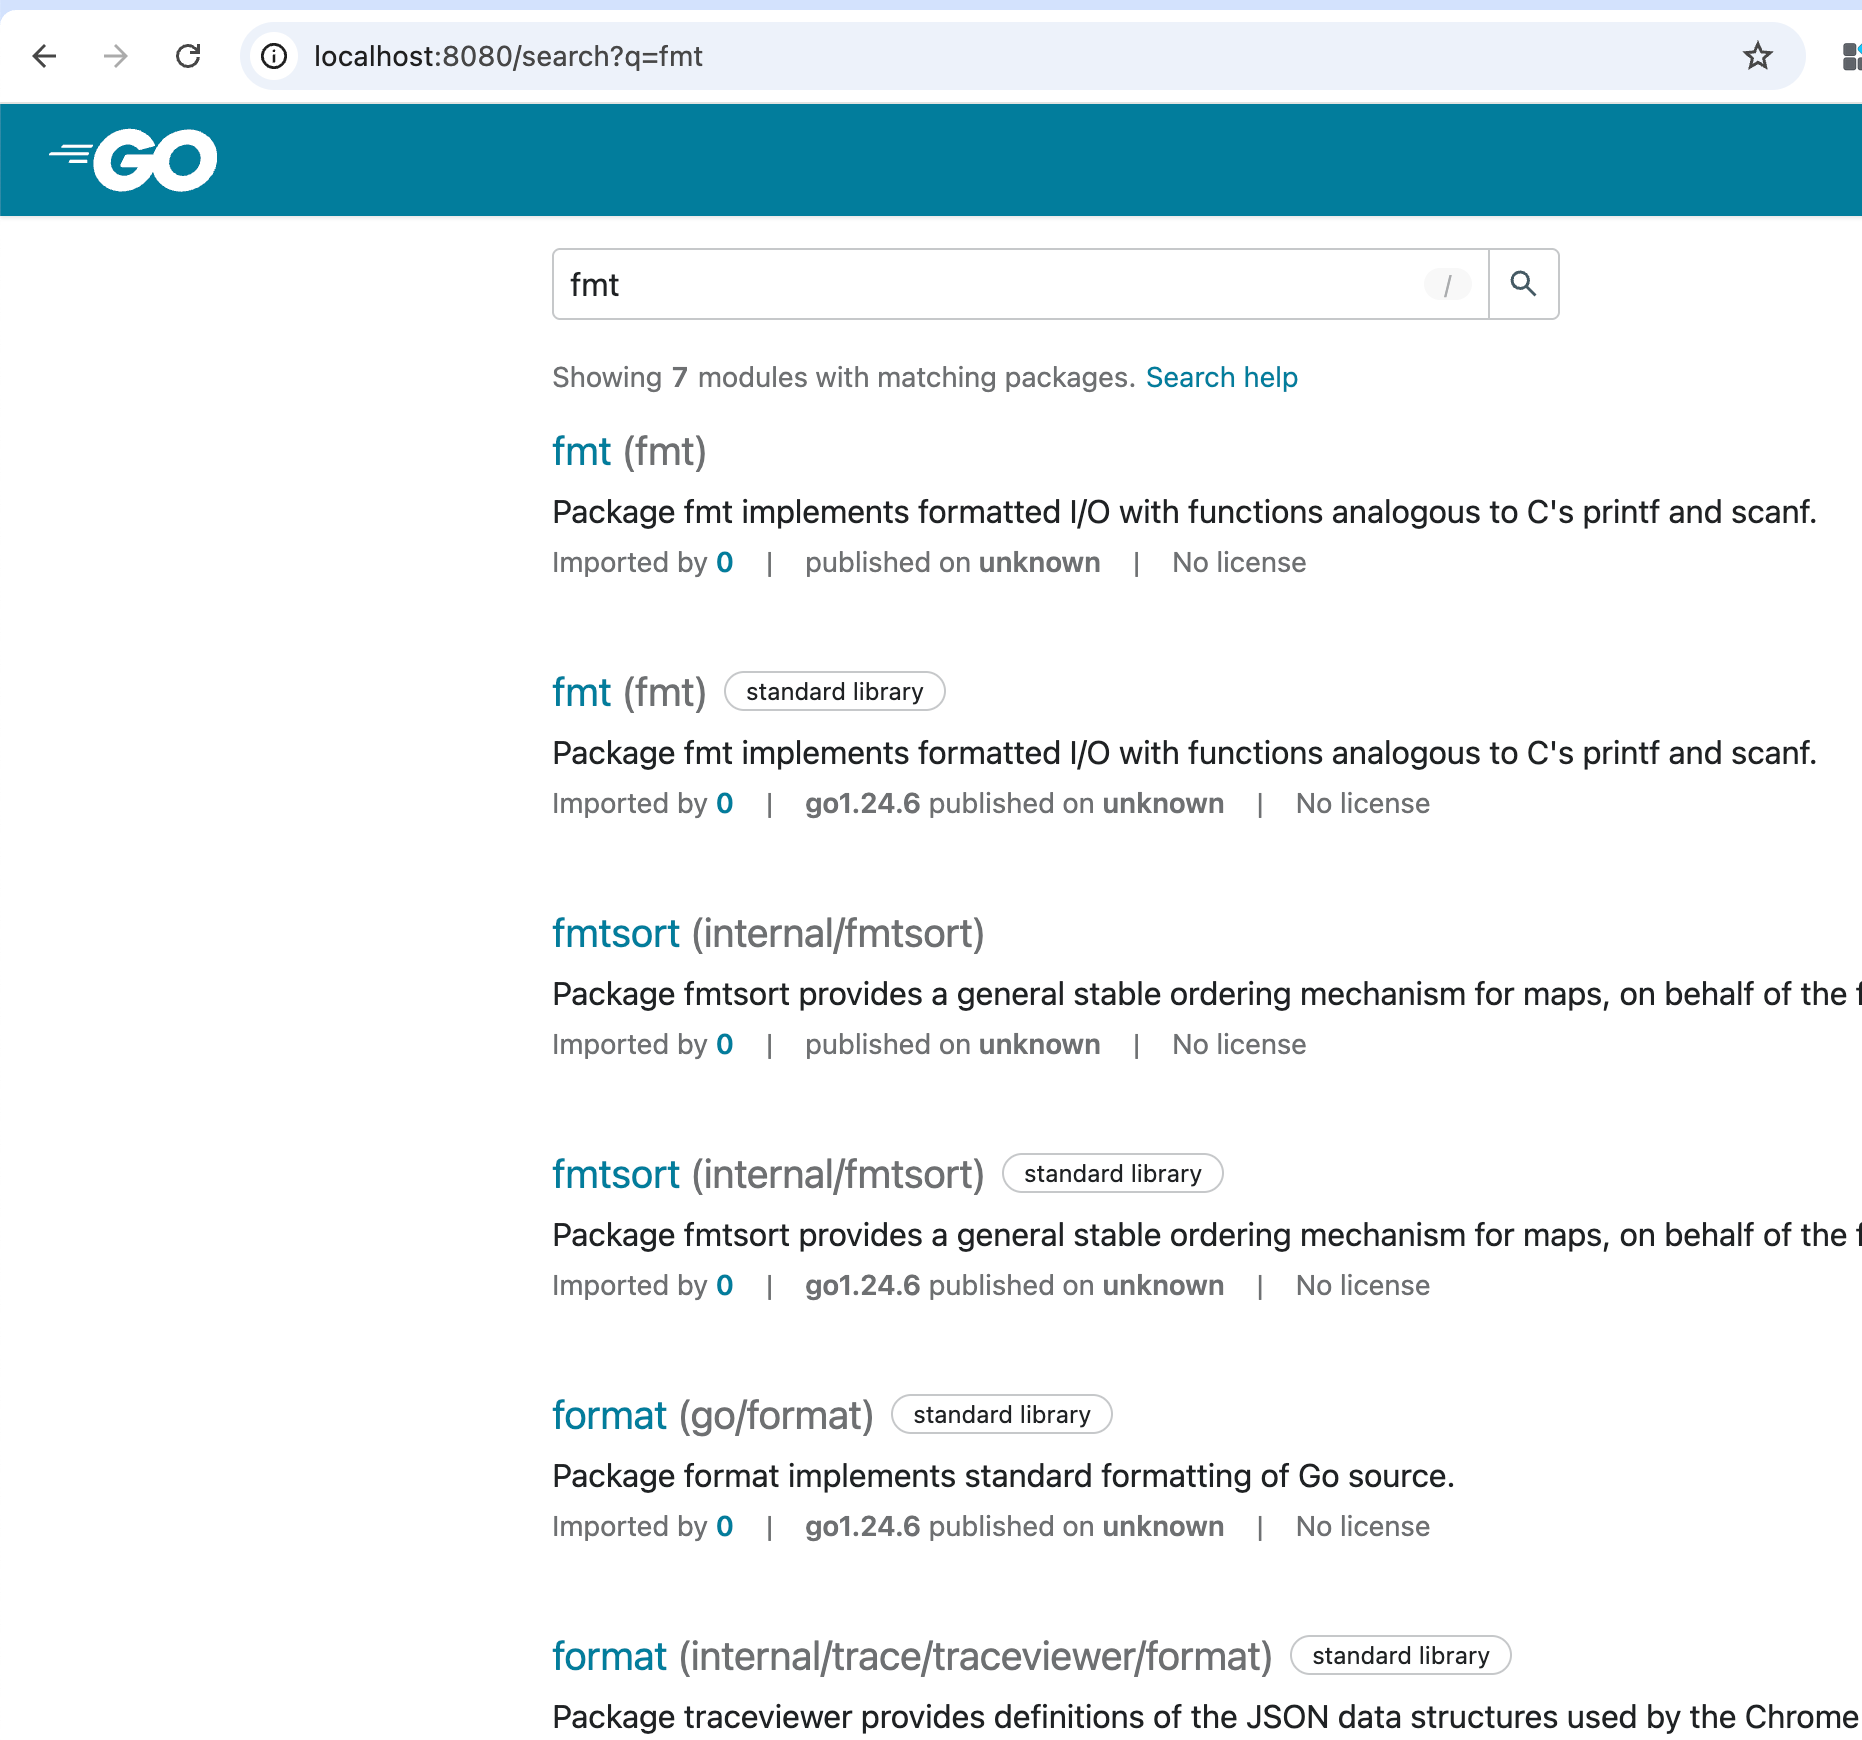 localhost:8080/search?q=fmt
GO
fmt /
Showing 7 modules with matching packages. Search help
fmt (fmt)
Package fmt implements formatted I/O with functions analogous to C's printf and scanf.
Imported by 0 | published on unknown | No license
fmt (fmt) standard library
Package fmt implements formatted I/O with functions analogous to C's printf and scanf.
Imported by 0 | go1.24.6 published on unknown | No license
fmtsort (internal/fmtsort)
Package fmtsort provides a general stable ordering mechanism for maps, on behalf of the
Imported by 0 | published on unknown | No license
fmtsort (internal/fmtsort) standard library
Package fmtsort provides a general stable ordering mechanism for maps, on behalf of the
Imported by 0 | go1.24.6 published on unknown | No license
format (go/format) standard library
Package format implements standard formatting of Go source.
Imported by 0 | go1.24.6 published on unknown | No license
format (internal/trace/traceviewer/format) standard library
Package traceviewer provides definitions of the JSON data structures used by the Chrome